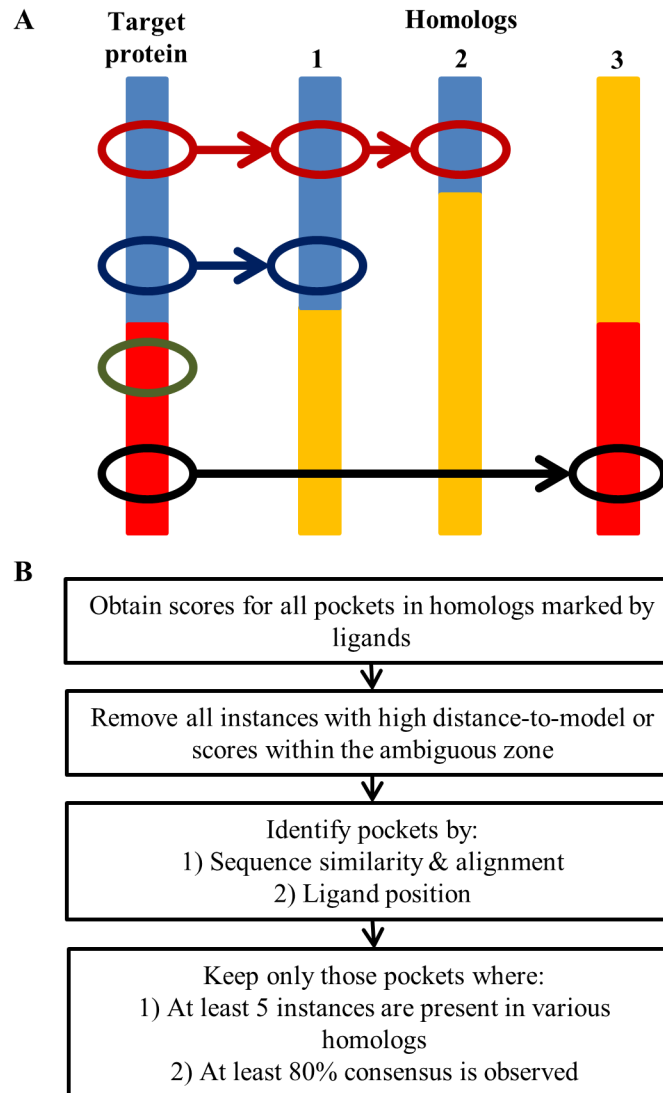 A
Target
protein
Homologs
1
2
3
B
Obtain scores for all pockets in homologs marked by
ligands
Remove all instances with high distance-to-model or
scores within the ambiguous zone
Identify pockets by:
1) Sequence similarity & alignment
2) Ligand position
Keep only those pockets where:
1) At least 5 instances are present in various
homologs
2) At least 80% consensus is observed